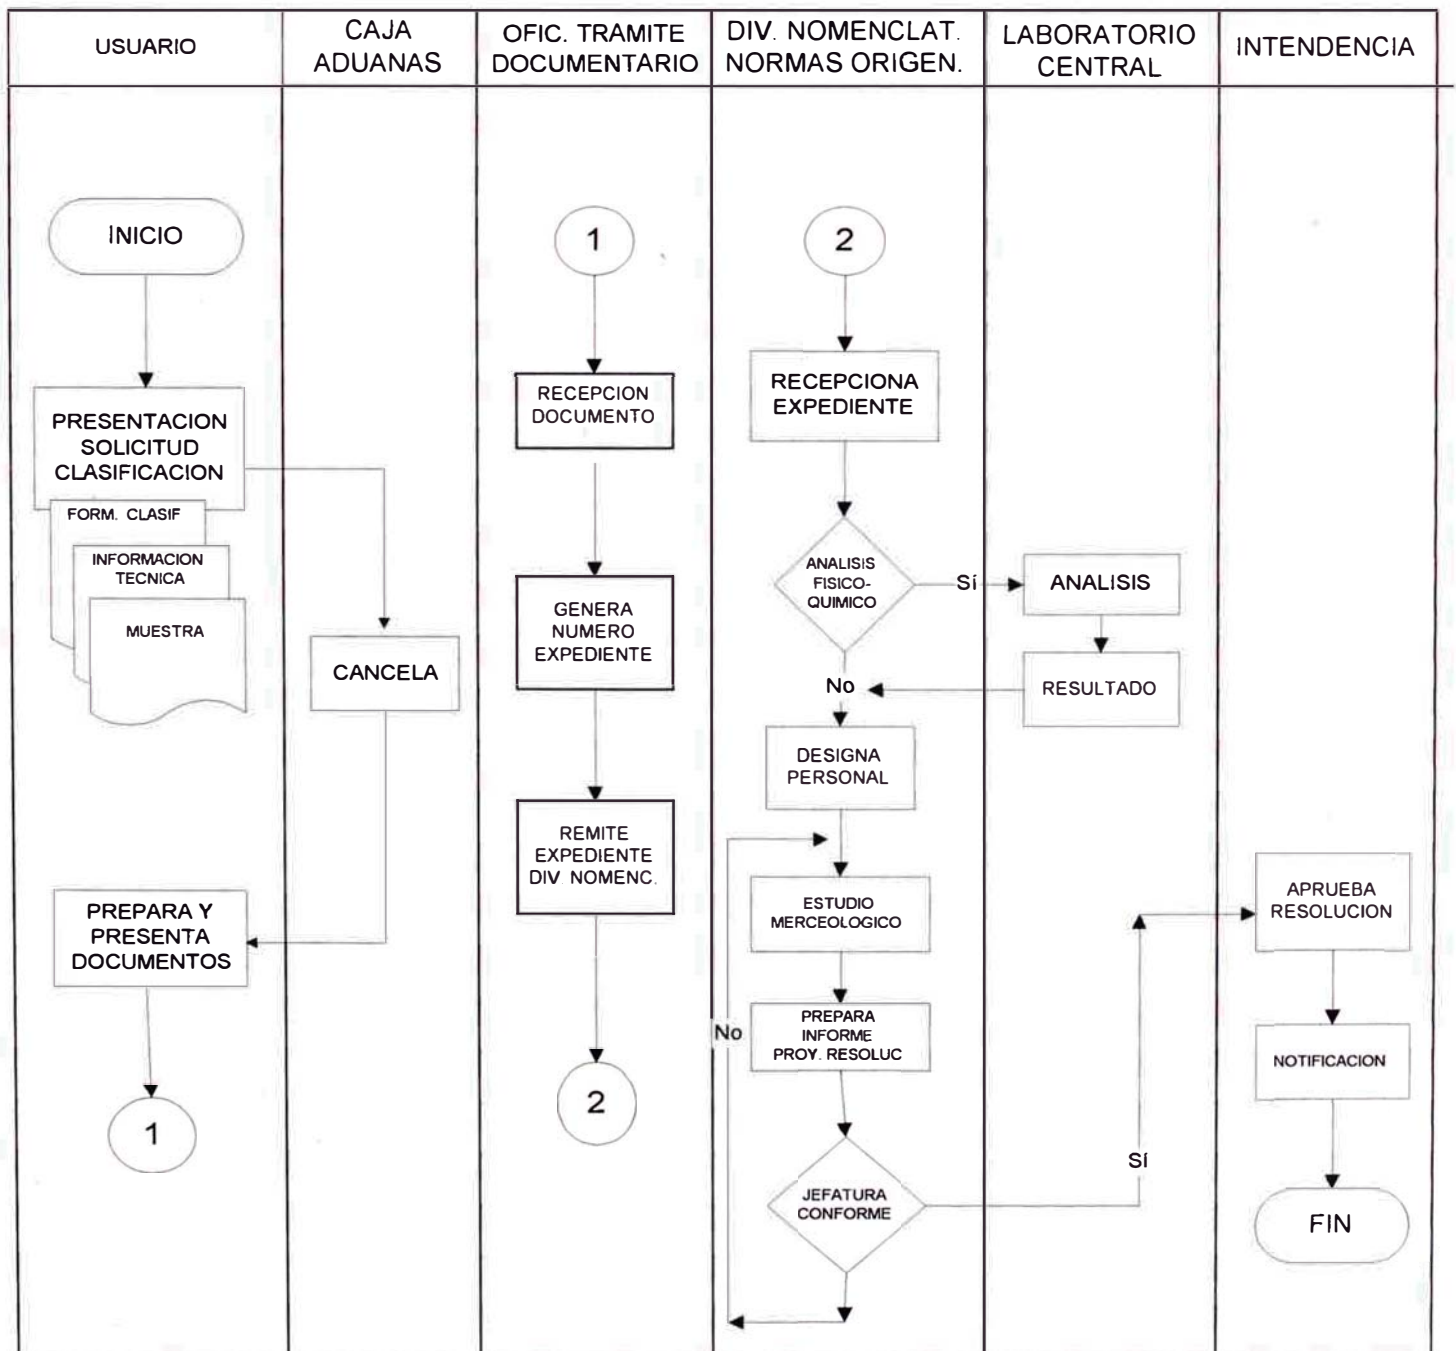 USUARIO
CAJA
ADUANAS
OFIC. TRAMITE
DOCUMENTARIO
DIV. NOMENCLAT.
NORMAS ORIGEN.
LABORATORIO
CENTRAL
INTENDENCIA
INICIO
PRESENTACION
SOLICITUD
CLASIFICACION
FORM. CLASIF
INFORMACION
TECNICA
MUESTRA
CANCELA
PREPARA Y
PRESENTA
DOCUMENTOS
1
1
RECEPCION
DOCUMENTO
GENERA
NUMERO
EXPEDIENTE
REMITE
EXPEDIENTE
DIV. NOMENC.
2
2
RECEPCIONA
EXPEDIENTE
ANALISIS
FISICO-
QUIMICO
Sí
ANALISIS
RESULTADO
No
DESIGNA
PERSONAL
ESTUDIO
MERCEOLOGICO
PREPARA
INFORME
PROY. RESOLUC
No
JEFATURA
CONFORME
Sí
APRUEBA
RESOLUCION
NOTIFICACION
FIN